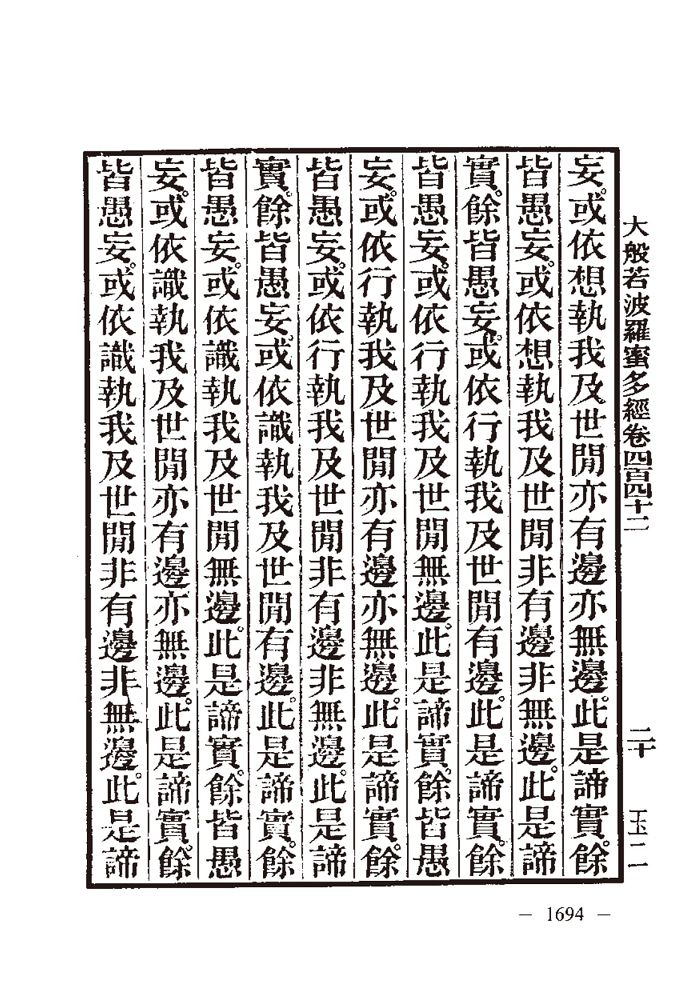 大般若波羅蜜多經卷四百四十二
二十
玉二
妄。或依想執我及世閒亦有邊亦無邊。此是諦實。餘
皆愚妄。或依想執我及世閒非有邊非無邊。此是諦
實。餘皆愚妄。或依行執我及世閒有邊。此是諦實。餘
皆愚妄。或依行執我及世閒無邊。此是諦實。餘皆愚
妄。或依行執我及世閒亦有邊亦無邊。此是諦實。餘
皆愚妄。或依行執我及世閒非有邊非無邊。此是諦
實。餘皆愚妄。或依識執我及世閒有邊。此是諦實。餘
皆愚妄。或依識執我及世閒無邊。此是諦實。餘皆愚
妄。或依識執我及世閒亦有邊亦無邊。此是諦實。餘
皆愚妄。或依識執我及世閒非有邊非無邊。此是諦
— 1694 —